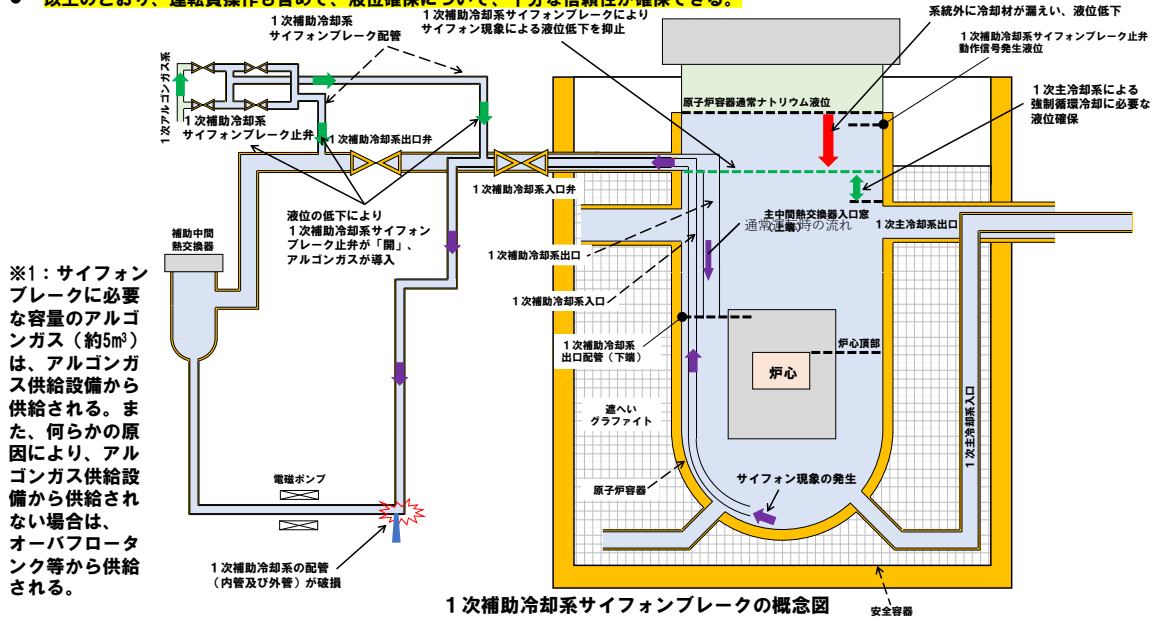 ● 以上のとおり、運転員操作も含めて、液位確保について、十分な信頼性が確保できる。
1次補助冷却系
サイフォンブレーク配管
1次補助冷却系サイフォンブレークにより
サイフォン現象による液位低下を抑止
系統外に冷却材が漏えい、液位低下
1次補助冷却系サイフォンブレーク止弁
動作信号発生液位
1次アルゴンガス系
1次補助冷却系
サイフォンブレーク止弁
1次補助冷却系出口弁
原子炉容器通常ナトリウム液位
1次主冷却系による
強制循環冷却に必要な
液位確保
1次補助冷却系入口弁
液位の低下により
1次補助冷却系サイフォン
ブレーク止弁が「開」、
アルゴンガスが導入
補助中間
熱交換器
主中間熱交換器入口窓
(上端)
通常運転時の流れ
1次主冷却系出口
1次補助冷却系出口
1次補助冷却系入口
1次補助冷却系
出口配管(下端)
炉心頂部
炉心
※1:サイフォン
ブレークに必要
な容量のアルゴ
ンガス(約5m³)
は、アルゴンガ
ス供給設備から
供給される。ま
た、何らかの原
因により、アル
ゴンガス供給設
備から供給され
ない場合は、
オーバフロータ
ンク等から供給
される。
遮へい
グラファイト
1次主冷却系入口
電磁ポンプ
原子炉容器
サイフォン現象の発生
1次補助冷却系の配管
(内管及び外管)が破損
1次補助冷却系サイフォンブレークの概念図
安全容器